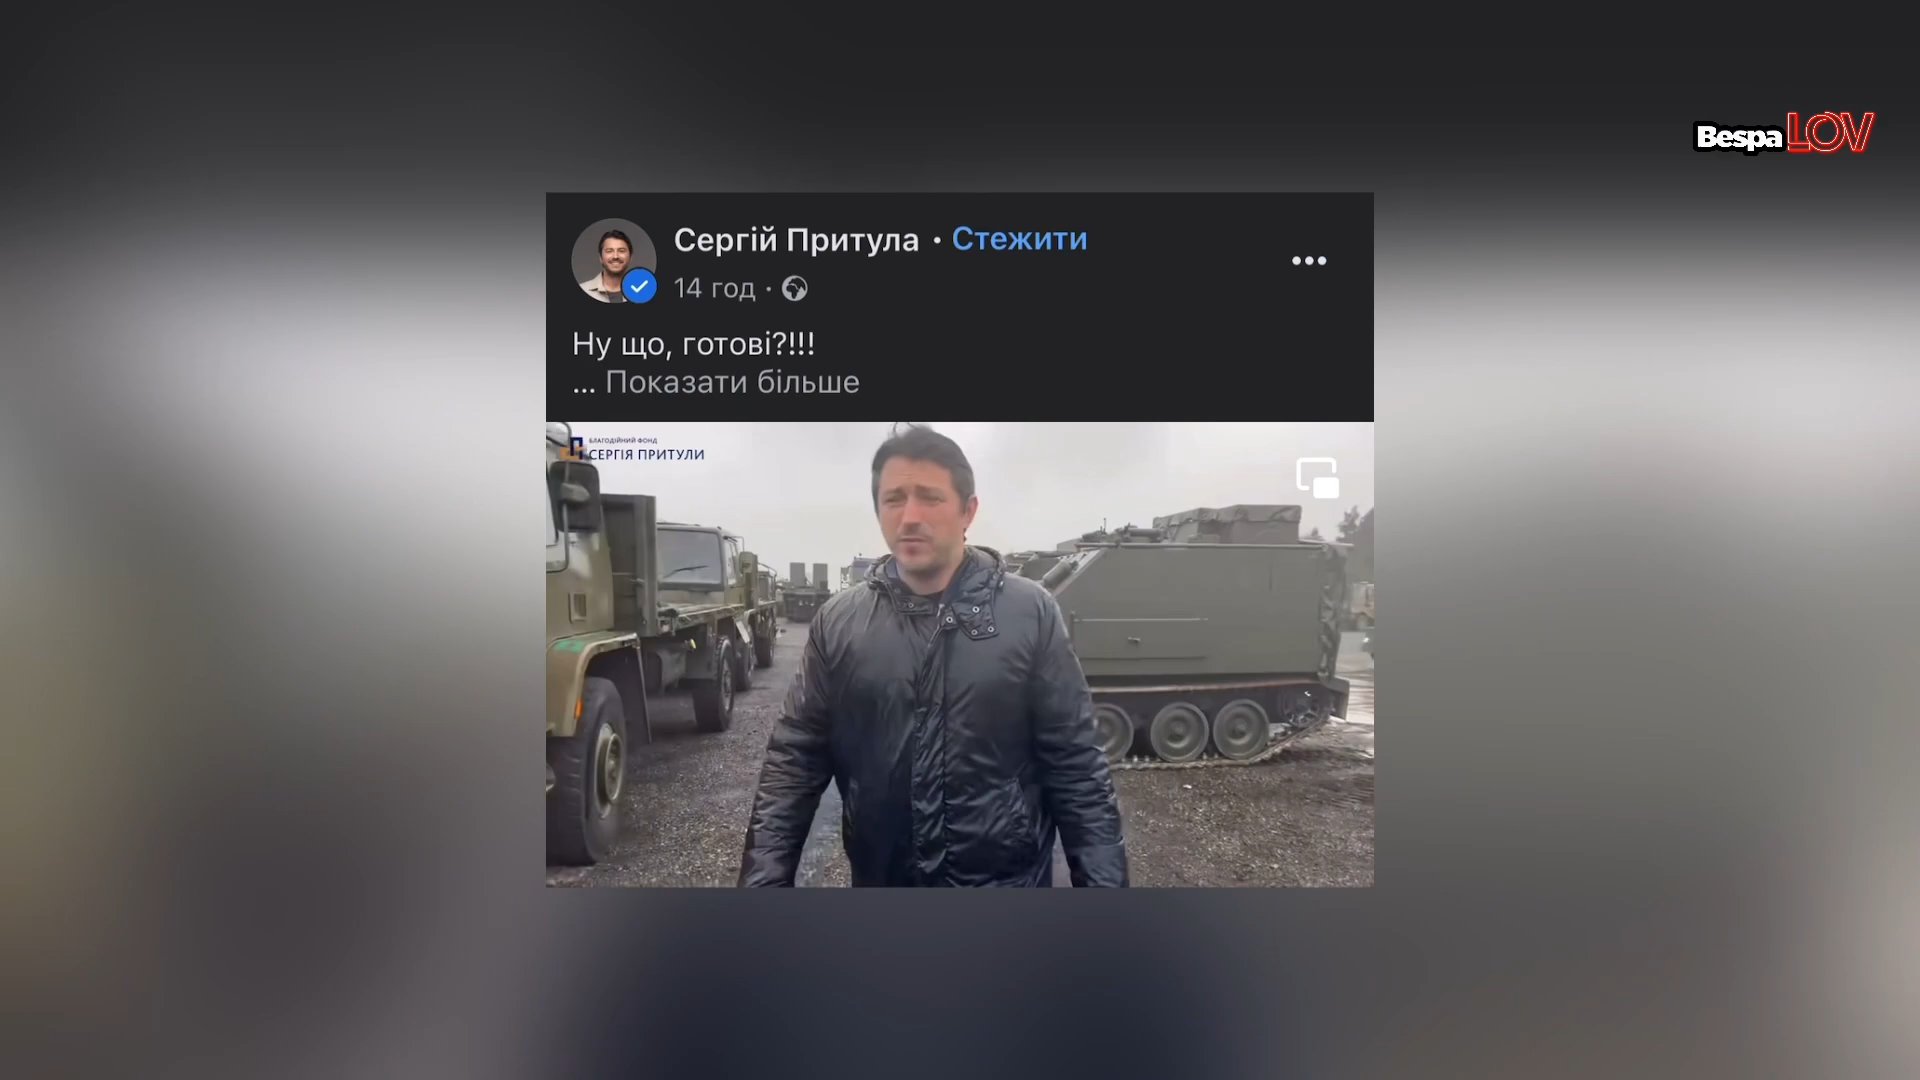 BespaLOV
Сергій Притула • Стежити
14 год •
Ну що, готові?!!!
... Показати більше
БЛАГОДІЙНИЙ ФОНД
СЕРГІЯ ПРИТУЛИ